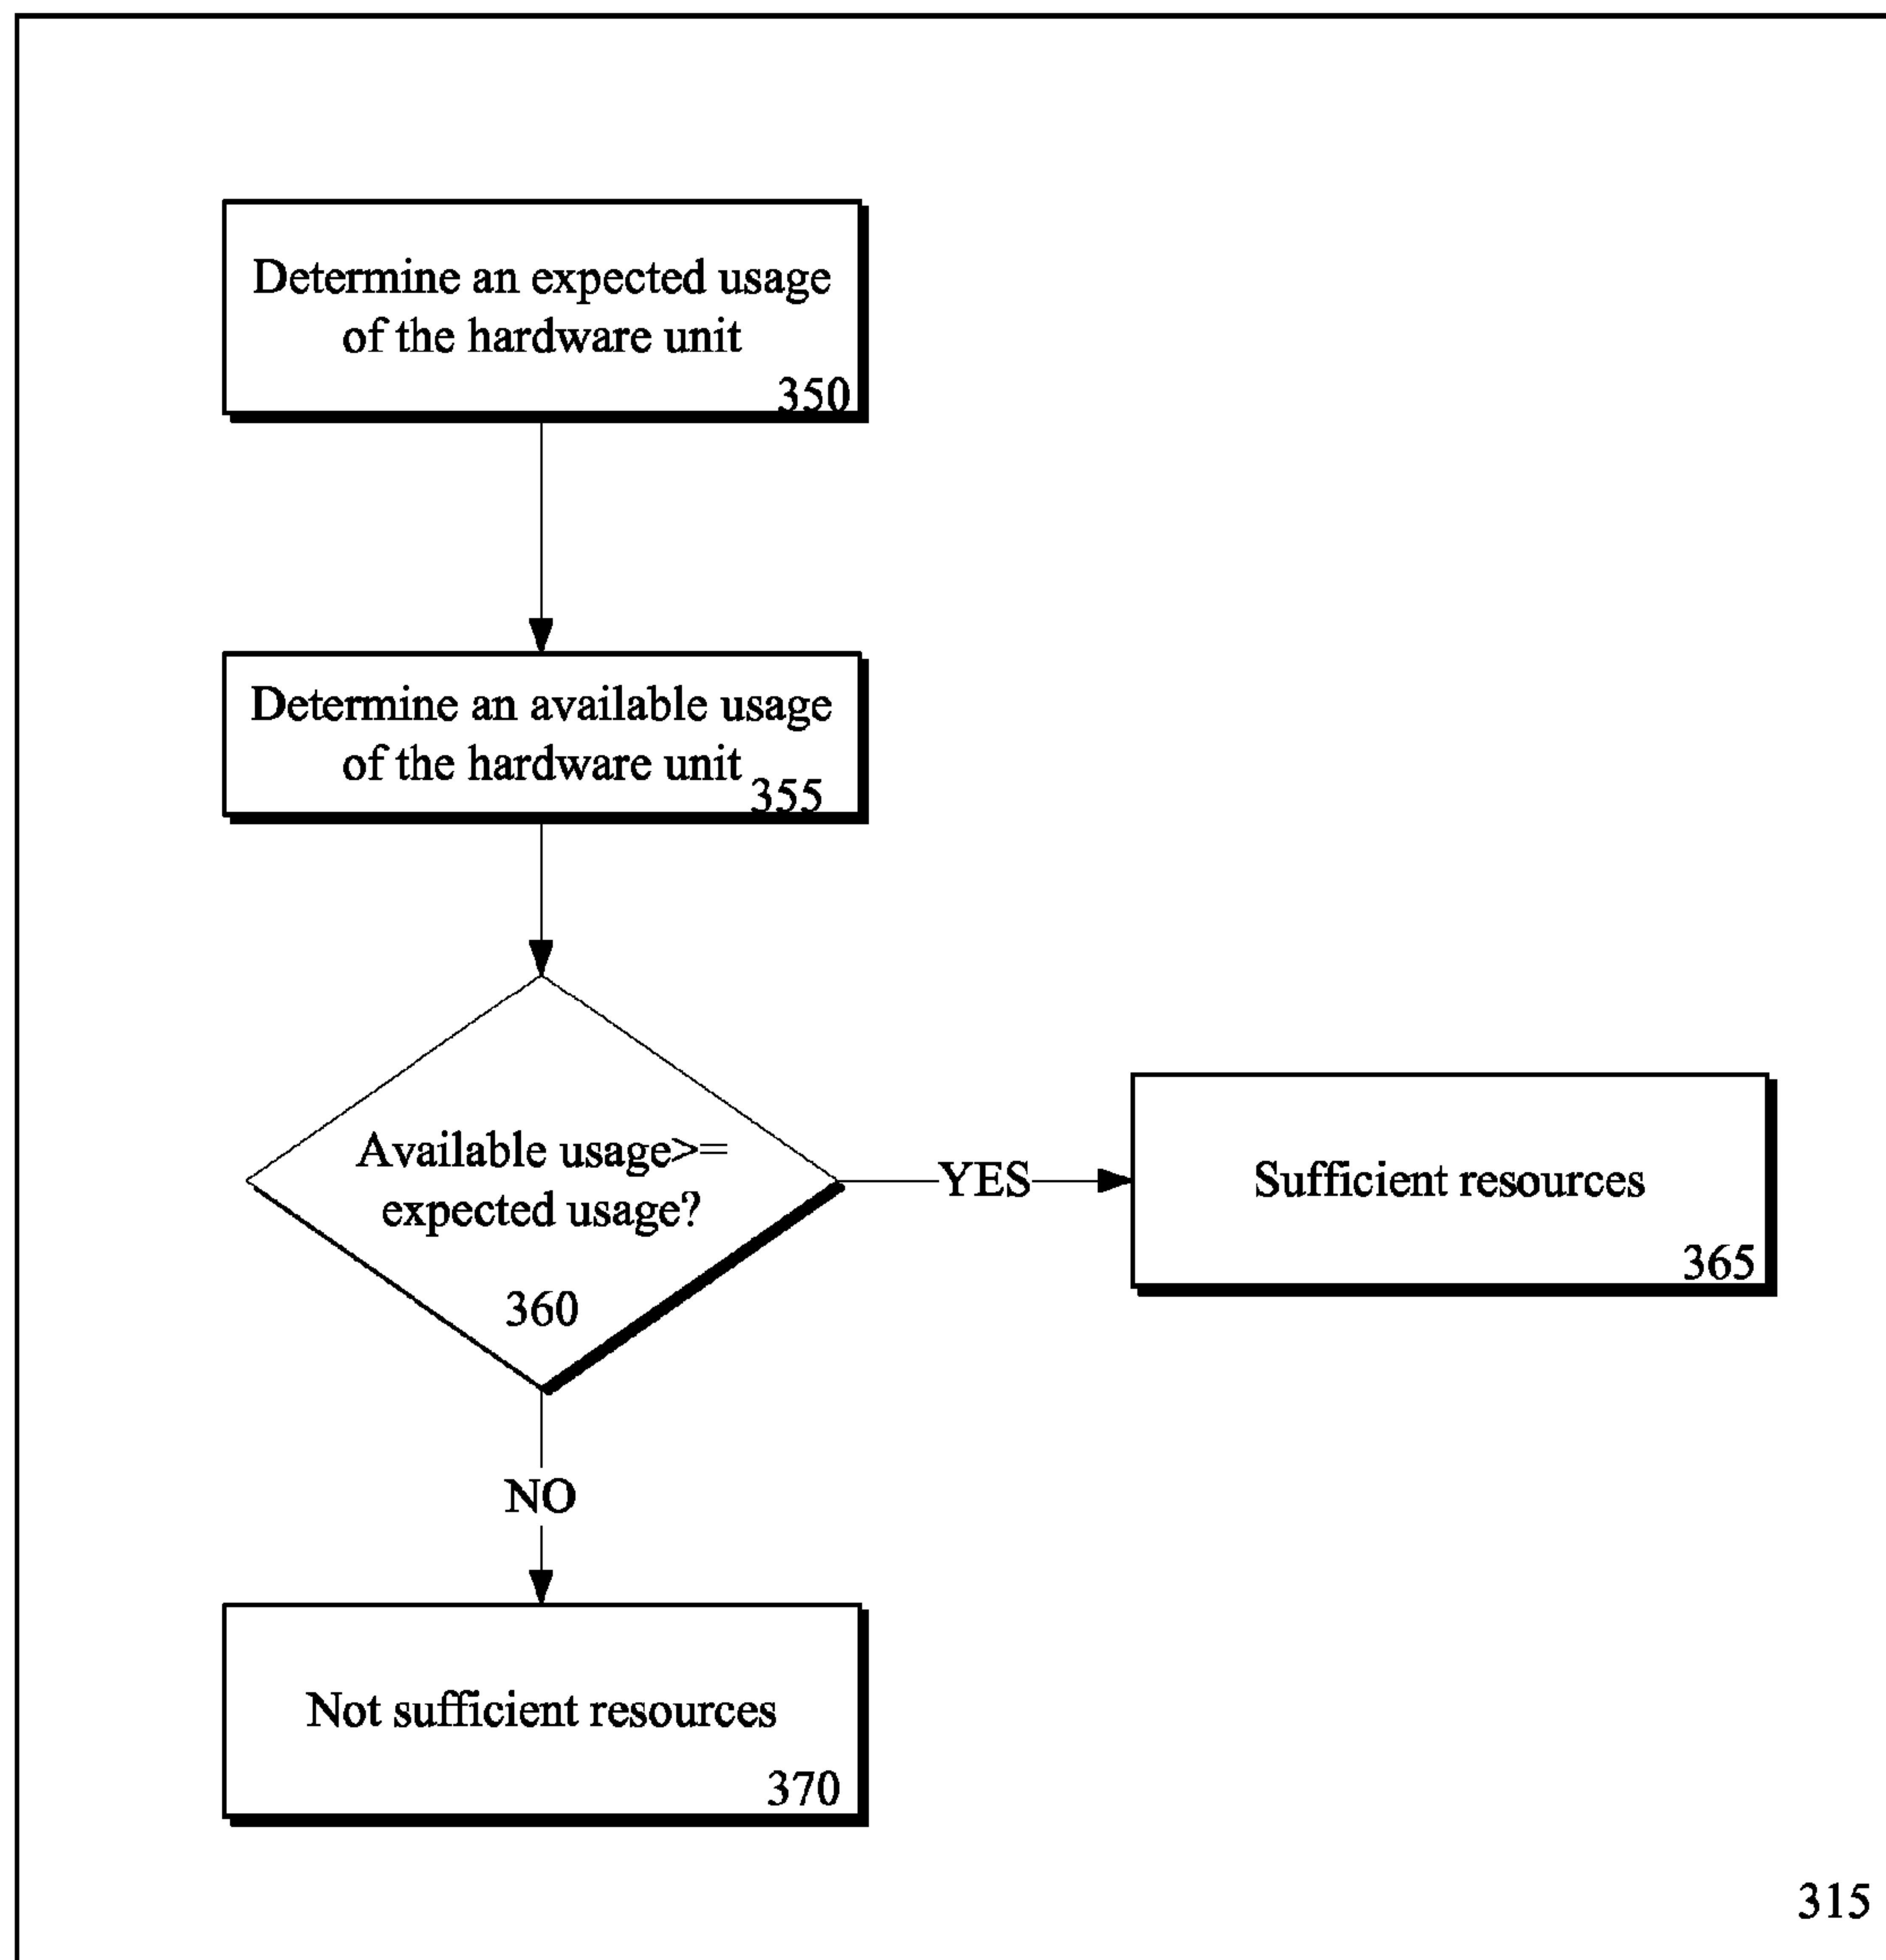 Determine an expected usage
of the hardware unit
350
Determine an available usage
of the hardware unit
355
Available usage>=
expected usage?
360
YES
Sufficient resources
365
NO
Not sufficient resources
370
315